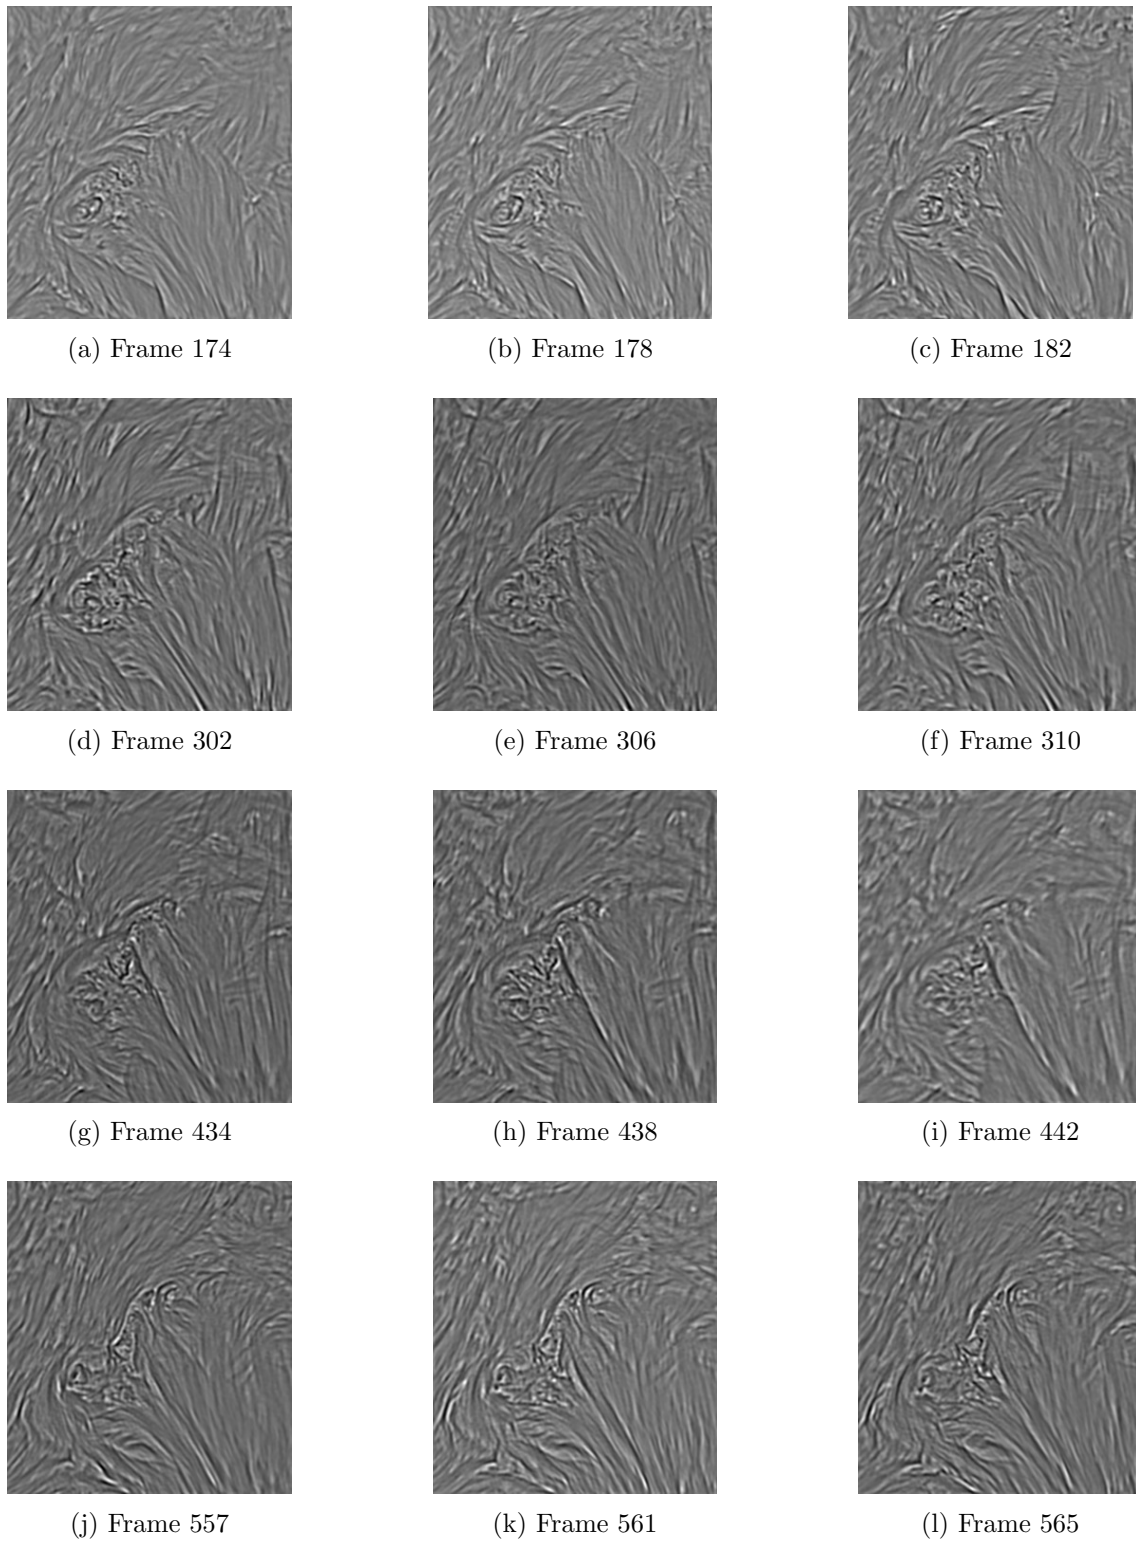 (a) Frame 174
(b) Frame 178
(c) Frame 182
(d) Frame 302
(e) Frame 306
(f) Frame 310
(g) Frame 434
(h) Frame 438
(i) Frame 442
(j) Frame 557
(k) Frame 561
(l) Frame 565